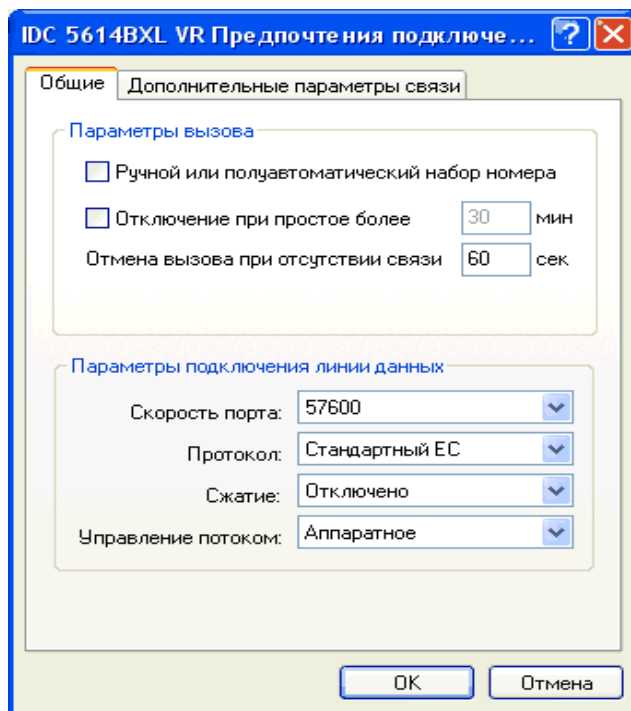 IDC 5614BXL VR Предпочтения подключе...
Общие
Дополнительные параметры связи
Параметры вызова
Ручной или полуавтоматический набор номера
Отключение при простое более 30 мин
Отмена вызова при отсутствии связи 60 сек
Параметры подключения линии данных
Скорость порта: 57600
Протокол: Стандартный EC
Сжатие: Отключено
Управление потоком: Аппаратное
OK
Отмена